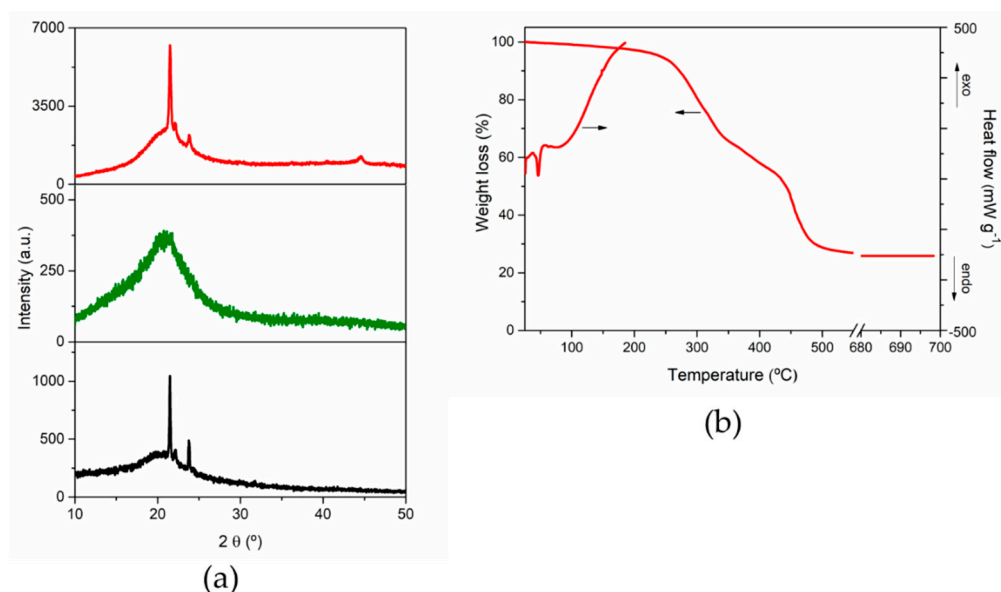 7000
3500
0
500
250
0
1000
500
0
10 20 30 40 50
2 θ (º)
Intensity (a.u.)
(a)
100
80
60
40
20
0
Weight loss (%)
100 200 300 400 500 680 690 700
Temperature (ºC)
500
-500
exo
Heat flow (mW g⁻¹)
endo
(b)